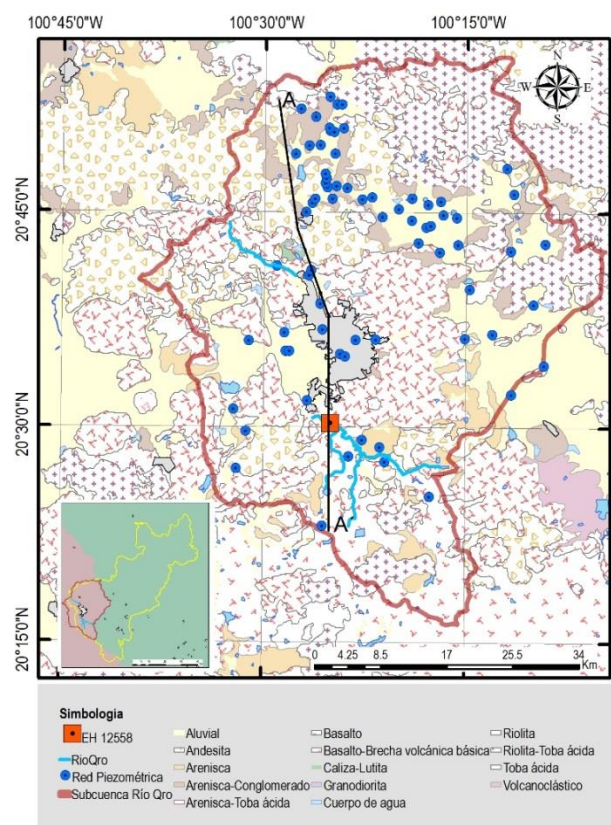 100°45'0"W 100°30'0"W 100°15'0"W
N
W E
S
A
20°45'0"N
20°30'0"N
A
20°15'0"N
0 2 4.25 8.5 17 25.5 34
Km
Simbología
EH 12558
RioQro
Red Piezométrica
Subcuenca Río Qro
Aluvial
Andesita
Arenisca
Arenisca-Conglomerado
Arenisca-Toba ácida
Basalto
Basalto-Brecha volcánica básica
Caliza-Lutita
Granodiorita
Cuerpo de agua
Riolita
Riolita-Toba ácida
Toba ácida
Volcanoclástico